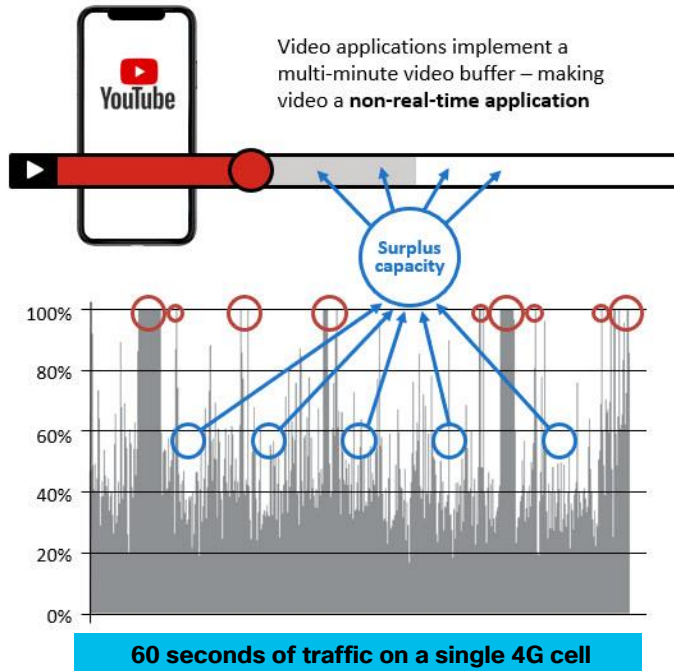 YouTube
Video applications implement a
multi-minute video buffer – making
video a non-real-time application
Surplus
capacity
100%
80%
60%
40%
20%
0%
60 seconds of traffic on a single 4G cell